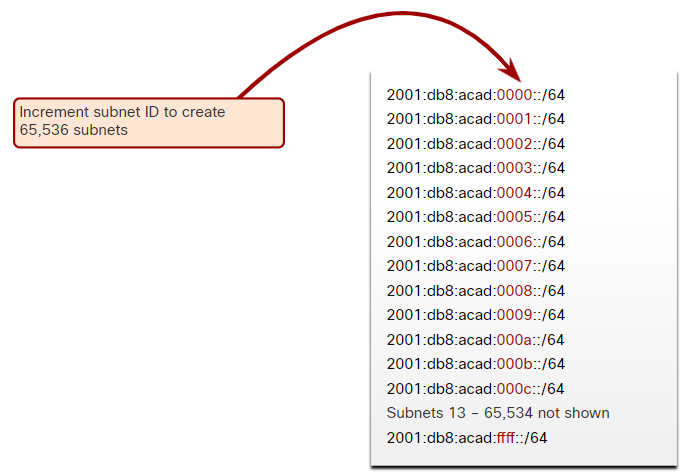 Increment subnet ID to create
65,536 subnets
2001:db8:acad:0000::/64
2001:db8:acad:0001::/64
2001:db8:acad:0002::/64
2001:db8:acad:0003::/64
2001:db8:acad:0004::/64
2001:db8:acad:0005::/64
2001:db8:acad:0006::/64
2001:db8:acad:0007::/64
2001:db8:acad:0008::/64
2001:db8:acad:0009::/64
2001:db8:acad:000a::/64
2001:db8:acad:000b::/64
2001:db8:acad:000c::/64
Subnets 13 – 65,534 not shown
2001:db8:acad:ffff::/64